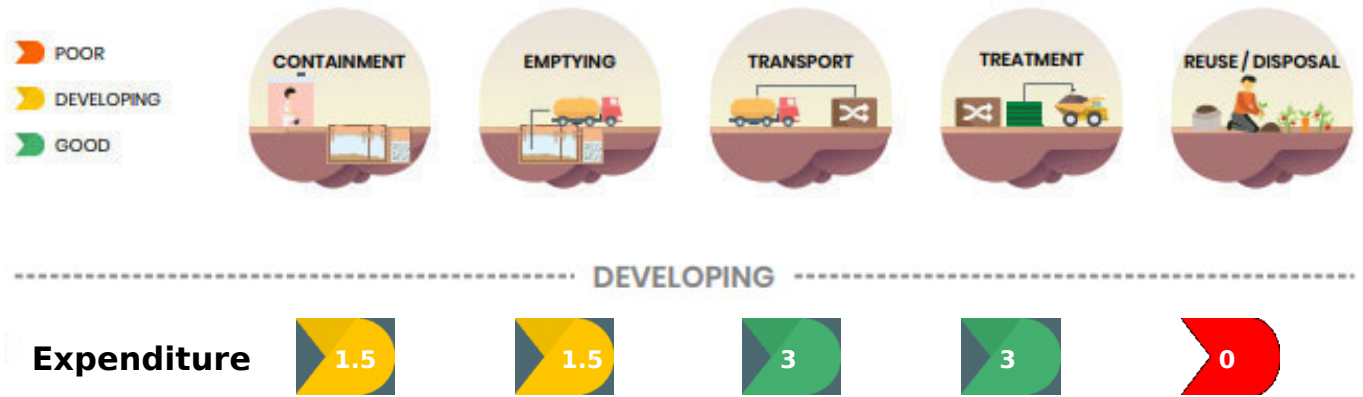 POOR
DEVELOPING
GOOD
CONTAINMENT
EMPTYING
TRANSPORT
TREATMENT
REUSE / DISPOSAL
DEVELOPING
Expenditure 1.5 1.5 3 3 0